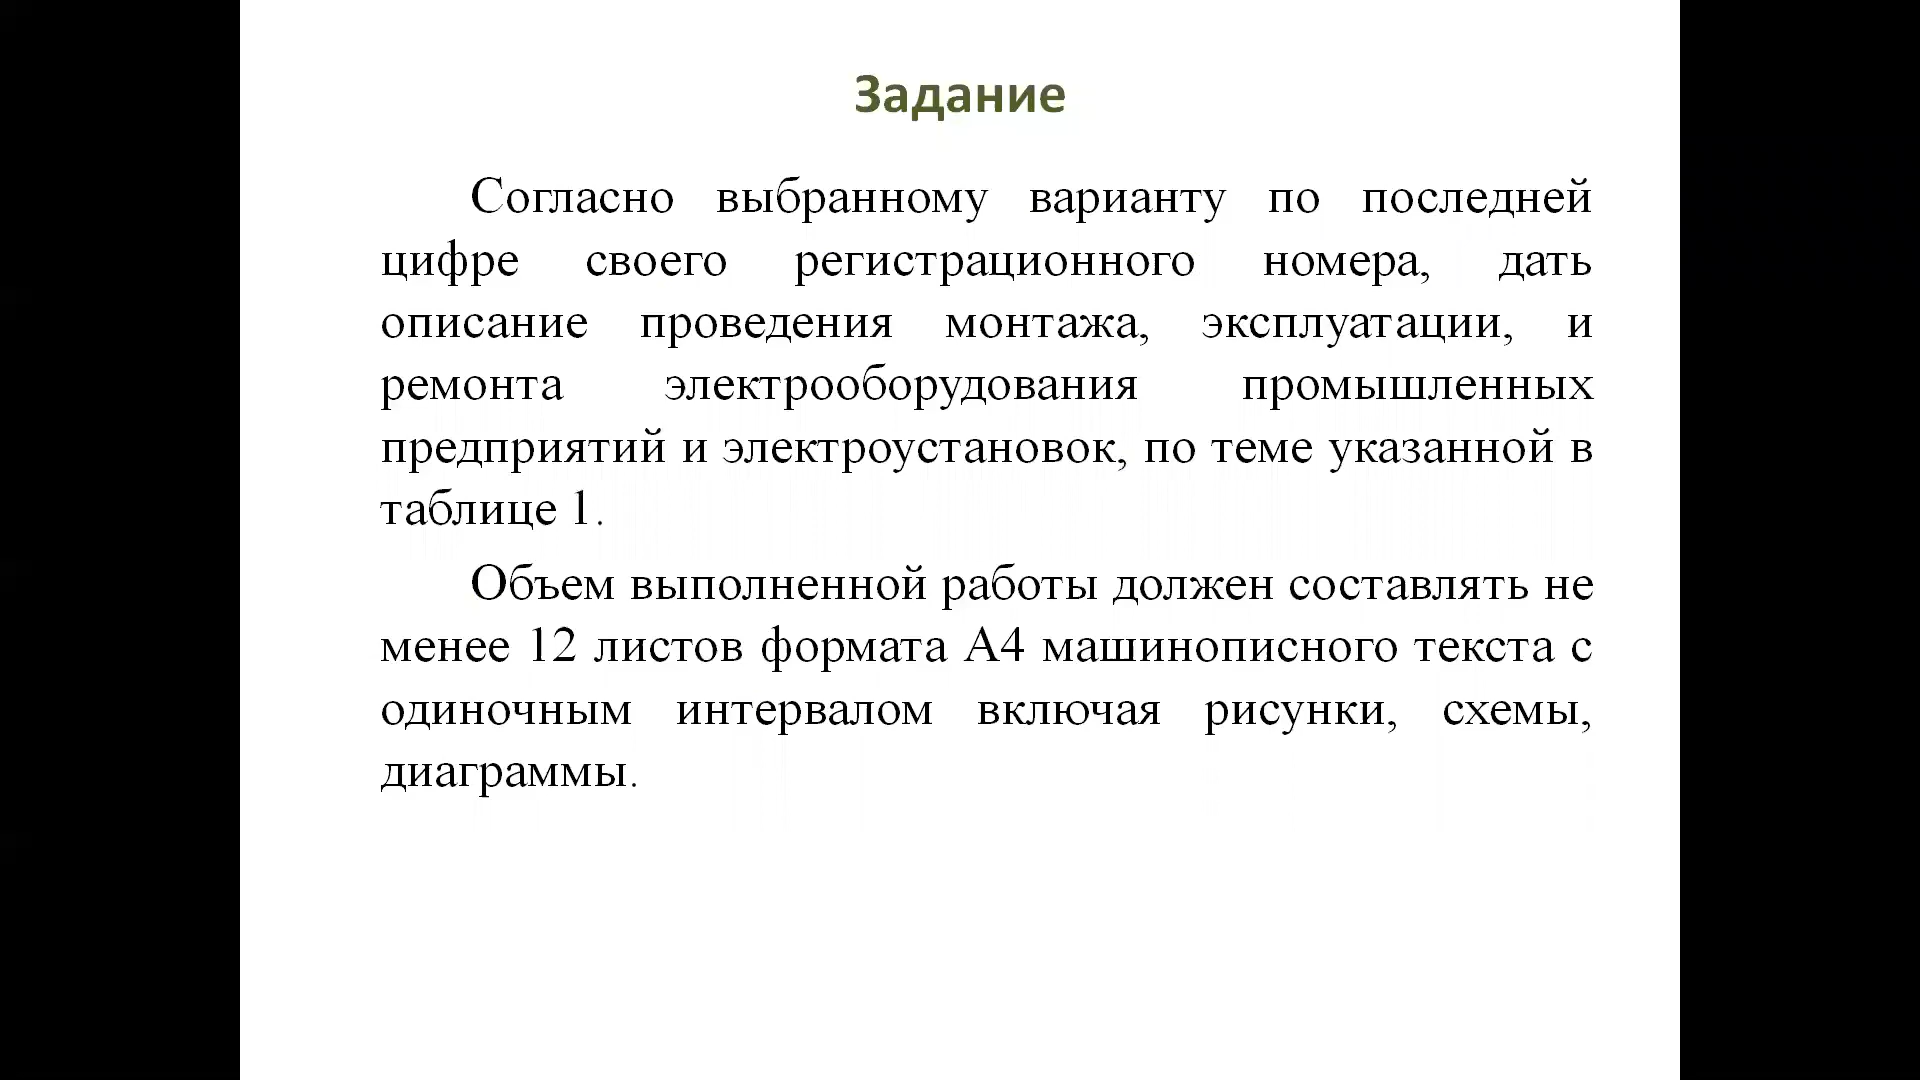 Задание
Согласно выбранному варианту по последней
цифре своего регистрационного номера, дать
описание проведения монтажа, эксплуатации, и
ремонта электрооборудования промышленных
предприятий и электроустановок, по теме указанной в
таблице 1.
Объем выполненной работы должен составлять не
менее 12 листов формата А4 машинописного текста с
одиночным интервалом включая рисунки, схемы,
диаграммы.